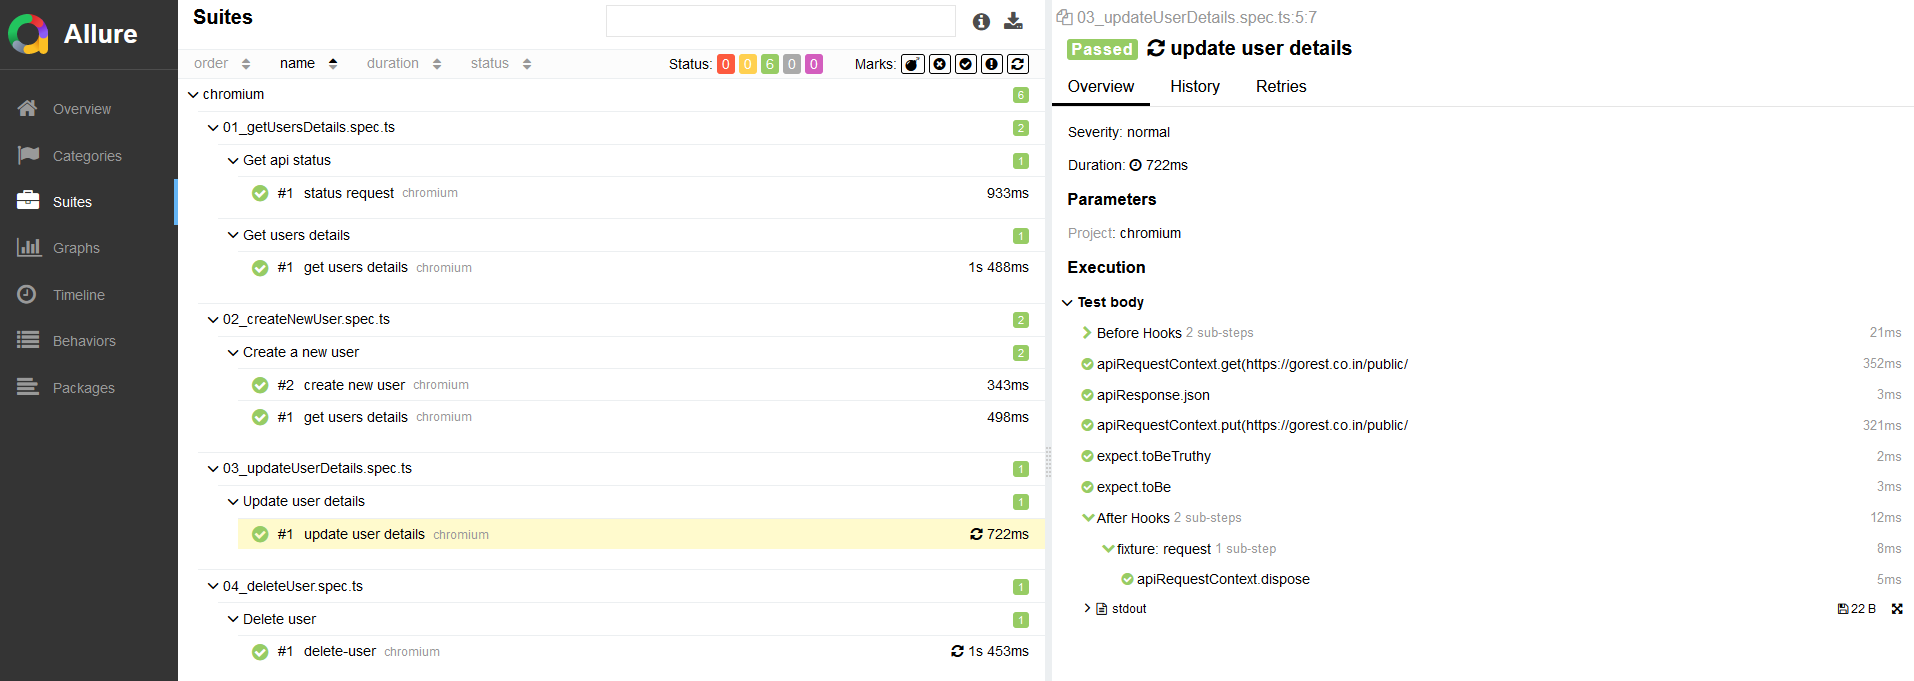 Allure
Overview
Categories
Suites
Graphs
Timeline
Behaviors
Packages
Suites
order name duration status Status: 0 0 6 0 0 Marks:
chromium 6
01_getUsersDetails.spec.ts 2
Get api status 1
#1 status request chromium 933ms
Get users details 1
#1 get users details chromium 1s 488ms
02_createNewUser.spec.ts 2
Create a new user 2
#2 create new user chromium 343ms
#1 get users details chromium 498ms
03_updateUserDetails.spec.ts 1
Update user details 1
#1 update user details chromium 722ms
04_deleteUser.spec.ts 1
Delete user 1
#1 delete-user chromium 1s 453ms
03_updateUserDetails.spec.ts:5:7
Passed update user details
Overview History Retries
Severity: normal
Duration: 722ms
Parameters
Project: chromium
Execution
Test body
Before Hooks 2 sub-steps 21ms
apiRequestContext.get(https://gorest.co.in/public/ 352ms
apiResponse.json 3ms
apiRequestContext.put(https://gorest.co.in/public/ 321ms
expect.toBeTruthy 2ms
expect.toBe 3ms
After Hooks 2 sub-steps 12ms
fixture: request 1 sub-step 8ms
apiRequestContext.dispose 5ms
stdout 22 B